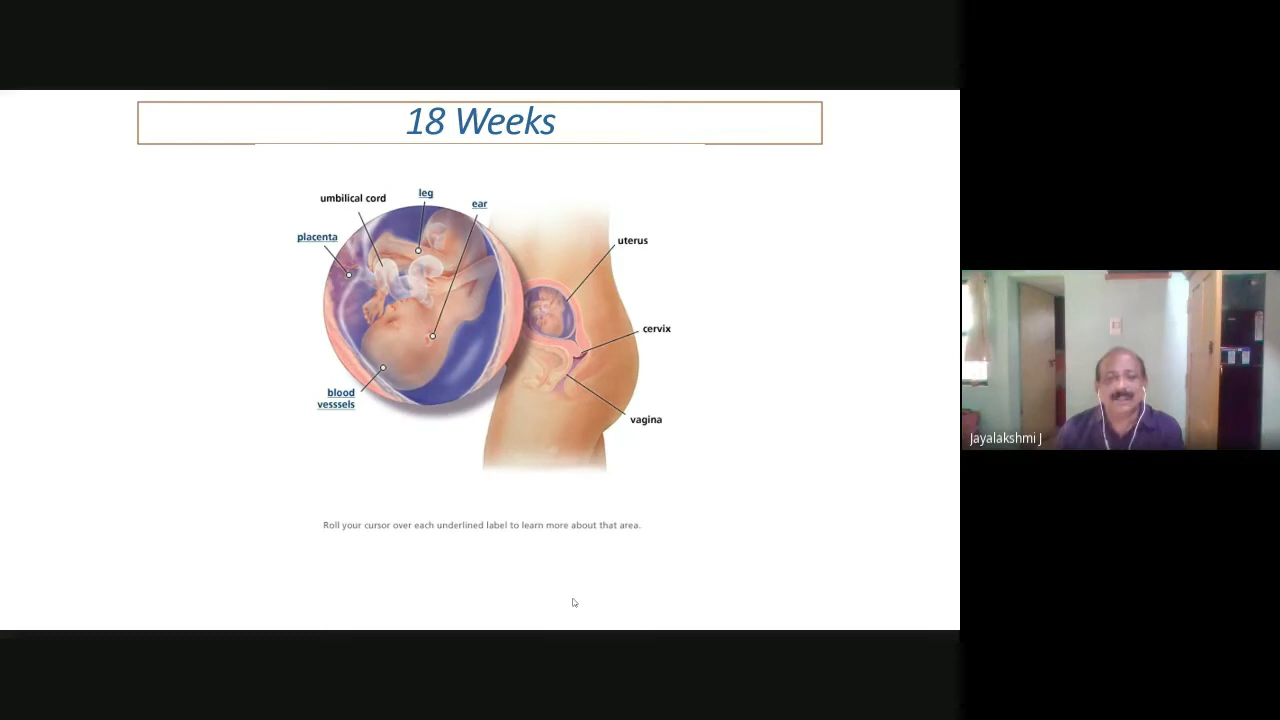 18 Weeks
umbilical cord
leg
ear
placenta
uterus
cervix
blood
vesssels
vagina
Roll your cursor over each underlined label to learn more about that area.
Jayalakshmi J